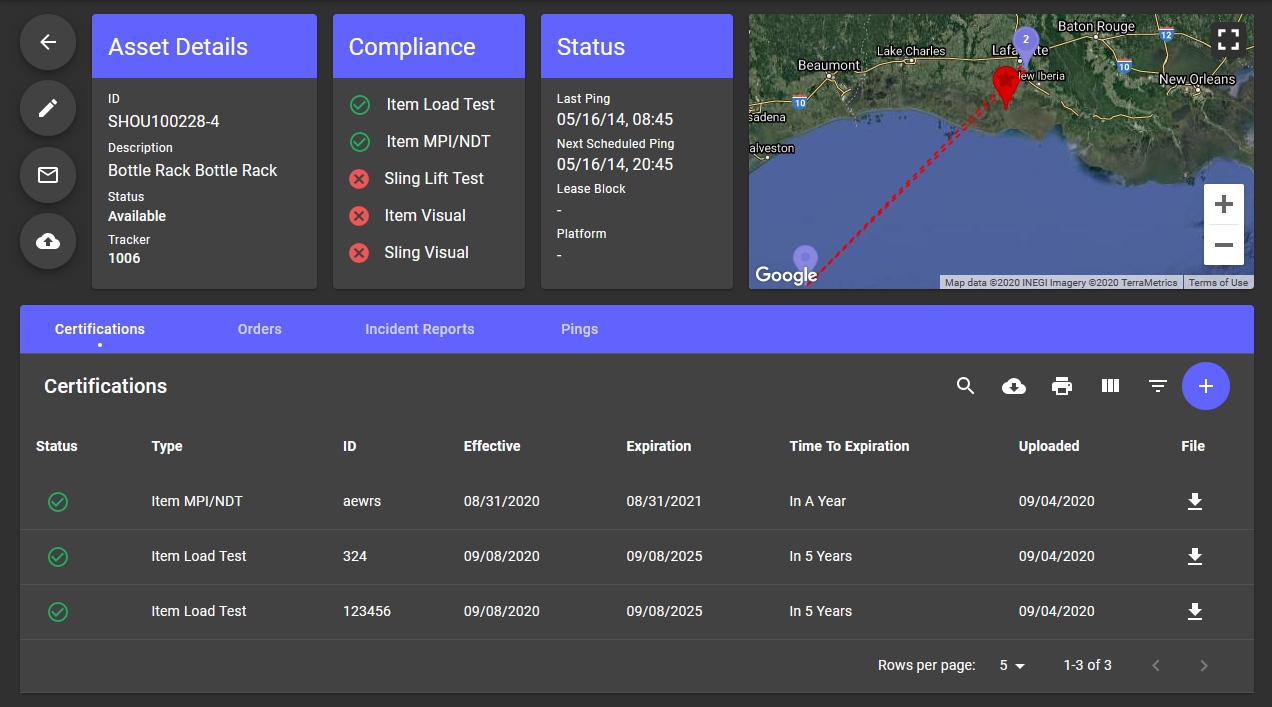 Asset Details
ID
SHOU100228-4
Description
Bottle Rack Bottle Rack
Status
Available
Tracker
1006
Compliance
Item Load Test
Item MPI/NDT
Sling Lift Test
Item Visual
Sling Visual
Status
Last Ping
05/16/14, 08:45
Next Scheduled Ping
05/16/14, 20:45
Lease Block
-
Platform
-
Baton Rouge
12
2
Lake Charles
Beaumont
10
New Orleans
10
Google
Map data ©2020 INEGI Imagery ©2020 TerraMetrics
Terms of Use
Certifications Orders Incident Reports Pings
Certifications
Status Type ID Effective Expiration Time To Expiration Uploaded File
Item MPI/NDT aewrs 08/31/2020 08/31/2021 In A Year 09/04/2020
Item Load Test 324 09/08/2020 09/08/2025 In 5 Years 09/04/2020
Item Load Test 123456 09/08/2020 09/08/2025 In 5 Years 09/04/2020
Rows per page: 5 1-3 of 3